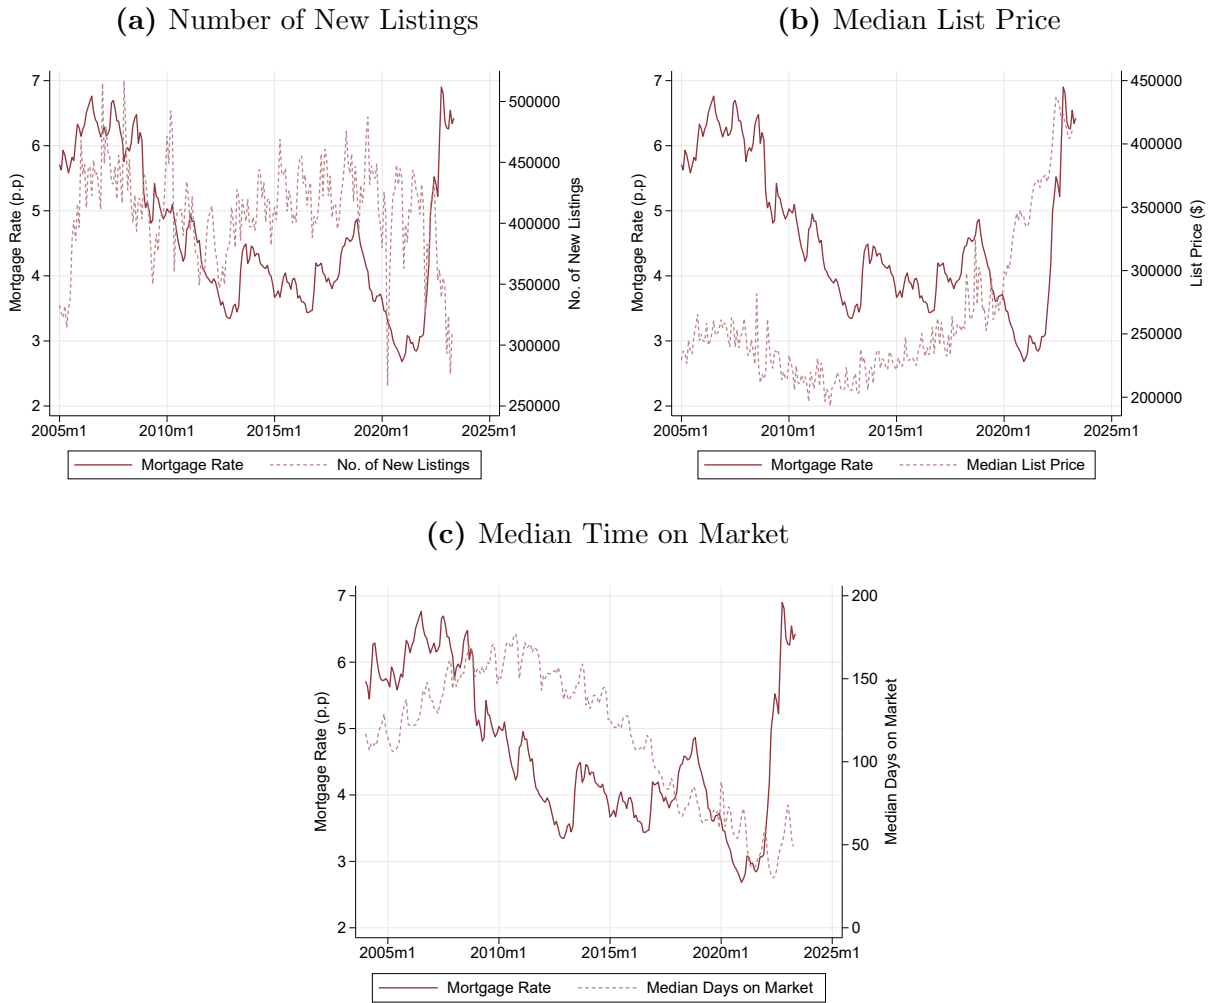 (a) Number of New Listings
7
6
5
4
3
2
Mortgage Rate (p.p)
500000
450000
400000
350000
300000
250000
No. of New Listings
2005m1 2010m1 2015m1 2020m1 2025m1
Mortgage Rate No. of New Listings
(b) Median List Price
7
6
5
4
3
2
Mortgage Rate (p.p)
450000
400000
350000
300000
250000
200000
List Price ($)
2005m1 2010m1 2015m1 2020m1 2025m1
Mortgage Rate Median List Price
(c) Median Time on Market
7
6
5
4
3
2
Mortgage Rate (p.p)
200
150
100
50
0
Median Days on Market
2005m1 2010m1 2015m1 2020m1 2025m1
Mortgage Rate Median Days on Market